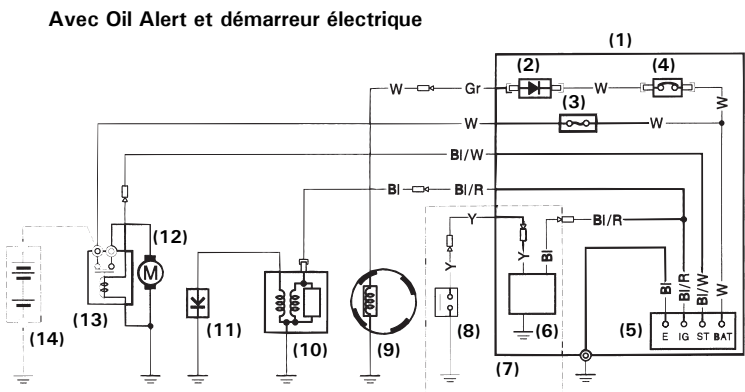 Avec Oil Alert et démarreur électrique
(1)
(2)
(4)
W
Gr
W
(3)
W
W
W
Bl/W
Bl
Bl/R
(12)
Y
Bl/R
Y
Bl
Y
M
Bl
Bl/R
Bl/W
W
(13)
(5)
E IG ST BAT
(14)
(11)
(10)
(9)
(8)
(6)
(7)